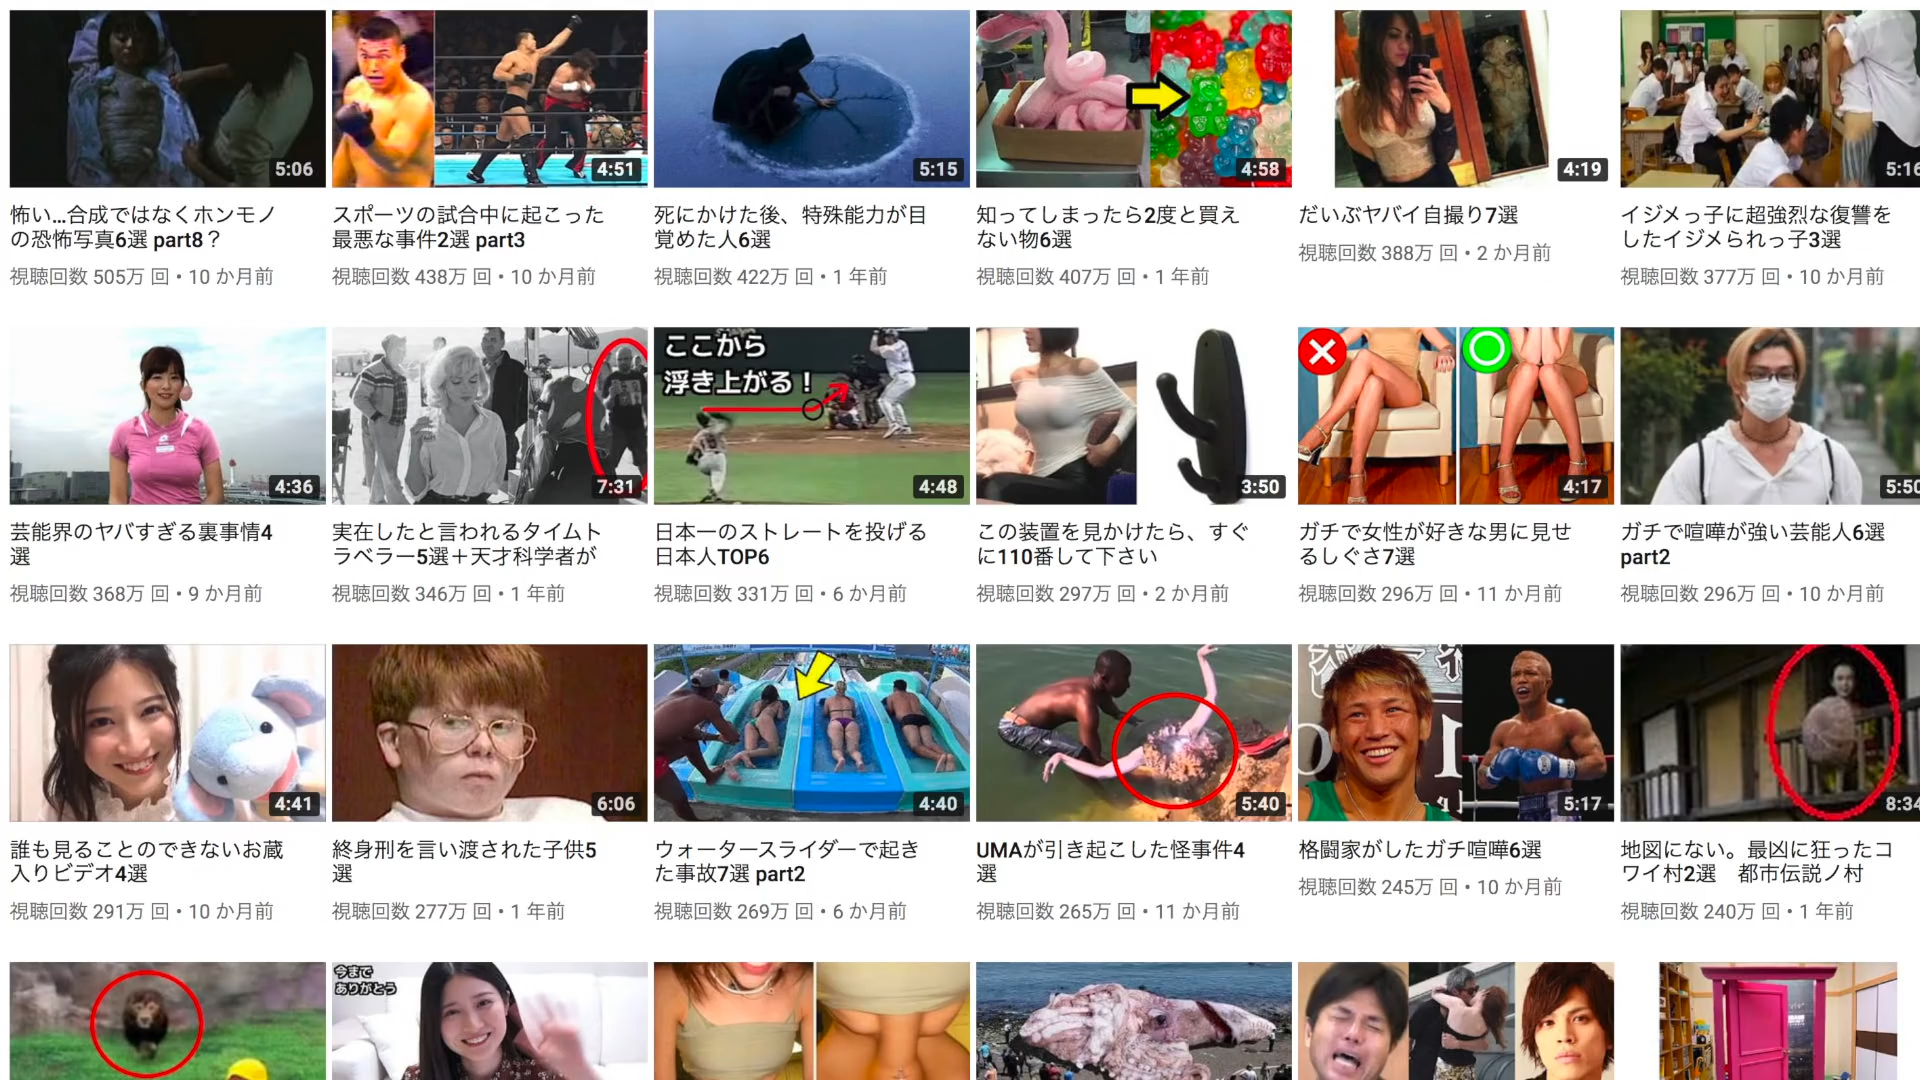 5:06
4:51
5:15
4:58
4:19
5:16
怖い...合成ではなくホンモノ
の恐怖写真6選 part8？
視聴回数 505万 回・10 か月前
スポーツの試合中に起こった
最悪な事件2選 part3
視聴回数 438万 回・10 か月前
死にかけた後、特殊能力が目
覚めた人6選
視聴回数 422万 回・1 年前
知ってしまったら2度と買え
ない物6選
視聴回数 407万 回・1 年前
だいぶヤバイ自撮り7選
視聴回数 388万 回・2 か月前
イジメっ子に超強烈な復讐を
したイジメられっ子3選
視聴回数 377万 回・10 か月前
ここから
浮き上がる！
4:36
7:31
4:48
3:50
4:17
5:50
芸能界のヤバすぎる裏事情4
選
視聴回数 368万 回・9 か月前
実在したと言われるタイムト
ラベラー5選＋天才科学者が
視聴回数 346万 回・1 年前
日本一のストレートを投げる
日本人TOP6
視聴回数 331万 回・6 か月前
この装置を見かけたら、すぐ
に110番して下さい
視聴回数 297万 回・2 か月前
ガチで女性が好きな男に見せ
るしぐさ7選
視聴回数 296万 回・11 か月前
ガチで喧嘩が強い芸能人6選
part2
視聴回数 296万 回・10 か月前
4:41
6:06
4:40
5:40
5:17
8:34
誰も見ることのできないお蔵
入りビデオ4選
視聴回数 291万 回・10 か月前
終身刑を言い渡された子供5
選
視聴回数 277万 回・1 年前
ウォータースライダーで起き
た事故7選 part2
視聴回数 269万 回・6 か月前
UMAが引き起こした怪事件4
選
視聴回数 265万 回・11 か月前
格闘家がしたガチ喧嘩6選
視聴回数 245万 回・10 か月前
地図にない。最凶に狂ったコ
ワイ村2選　都市伝説ノ村
視聴回数 240万 回・1 年前
今まで
ありがとう